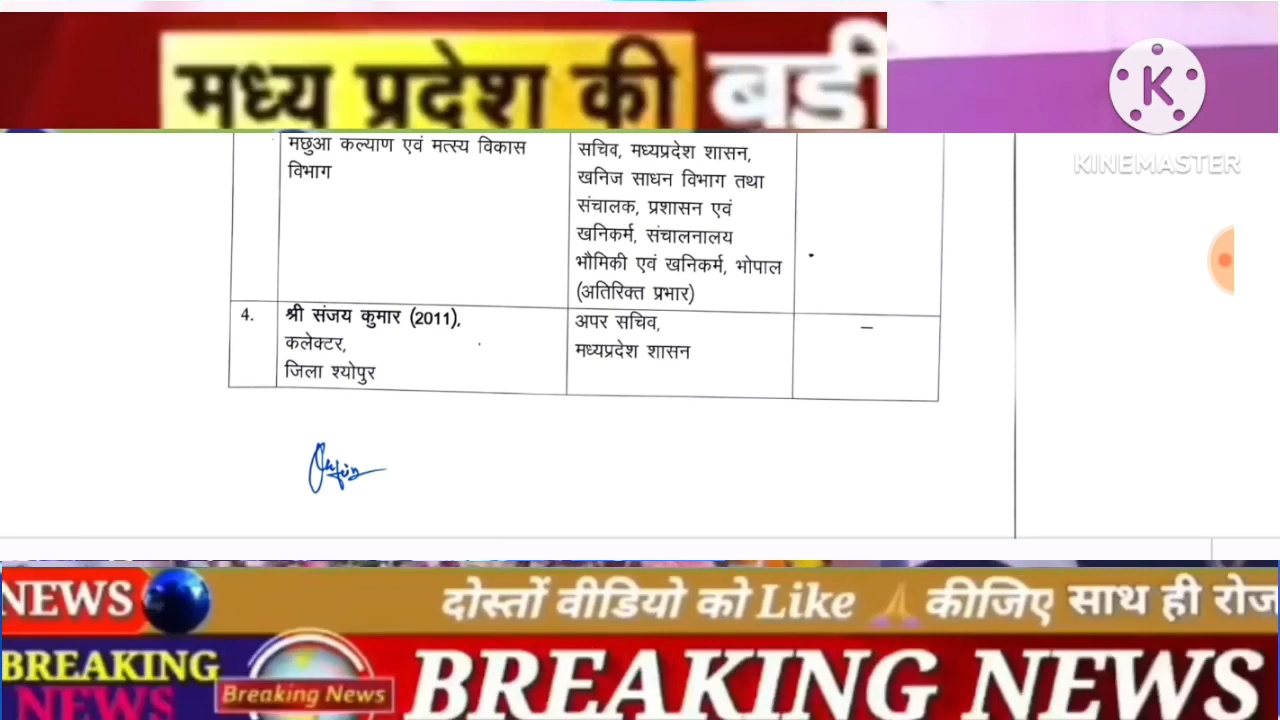 मध्य प्रदेश की बडी
K
KINEMASTER
मछुआ कल्याण एवं मत्स्य विकास
विभाग
सचिव, मध्यप्रदेश शासन,
खनिज साधन विभाग तथा
संचालक, प्रशासन एवं
खनिकर्म, संचालनालय
भौमिकी एवं खनिकर्म, भोपाल
(अतिरिक्त प्रभार)
4.
श्री संजय कुमार (2011),
कलेक्टर,
जिला श्योपुर
अपर सचिव,
मध्यप्रदेश शासन
–
NEWS
दोस्तों वीडियो को Like 🙏 कीजिए साथ ही रोज
BREAKING
NEWS
Breaking News
BREAKING NEWS